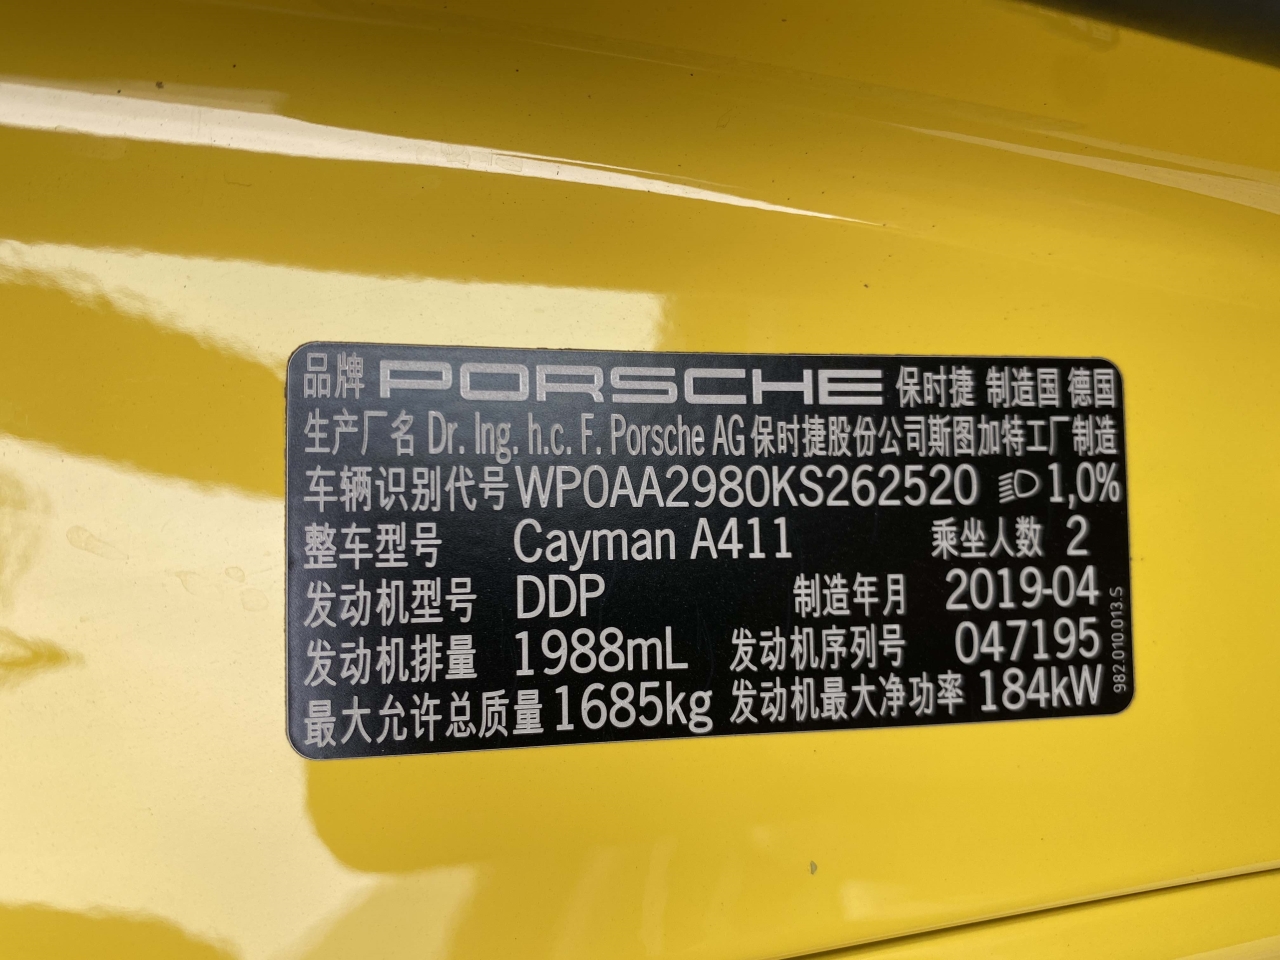 品牌 PORSCHE 保时捷 制造国 德国
生产厂名 Dr. Ing. h.c. F. Porsche AG 保时捷股份公司斯图加特工厂制造
车辆识别代号 WP0AA2980KS262520 1,0%
整车型号 Cayman A411 乘坐人数 2
发动机型号 DDP 制造年月 2019-04
发动机排量 1988mL 发动机序列号 047195
最大允许总质量 1685kg 发动机最大净功率 184kW
982.010.013.S